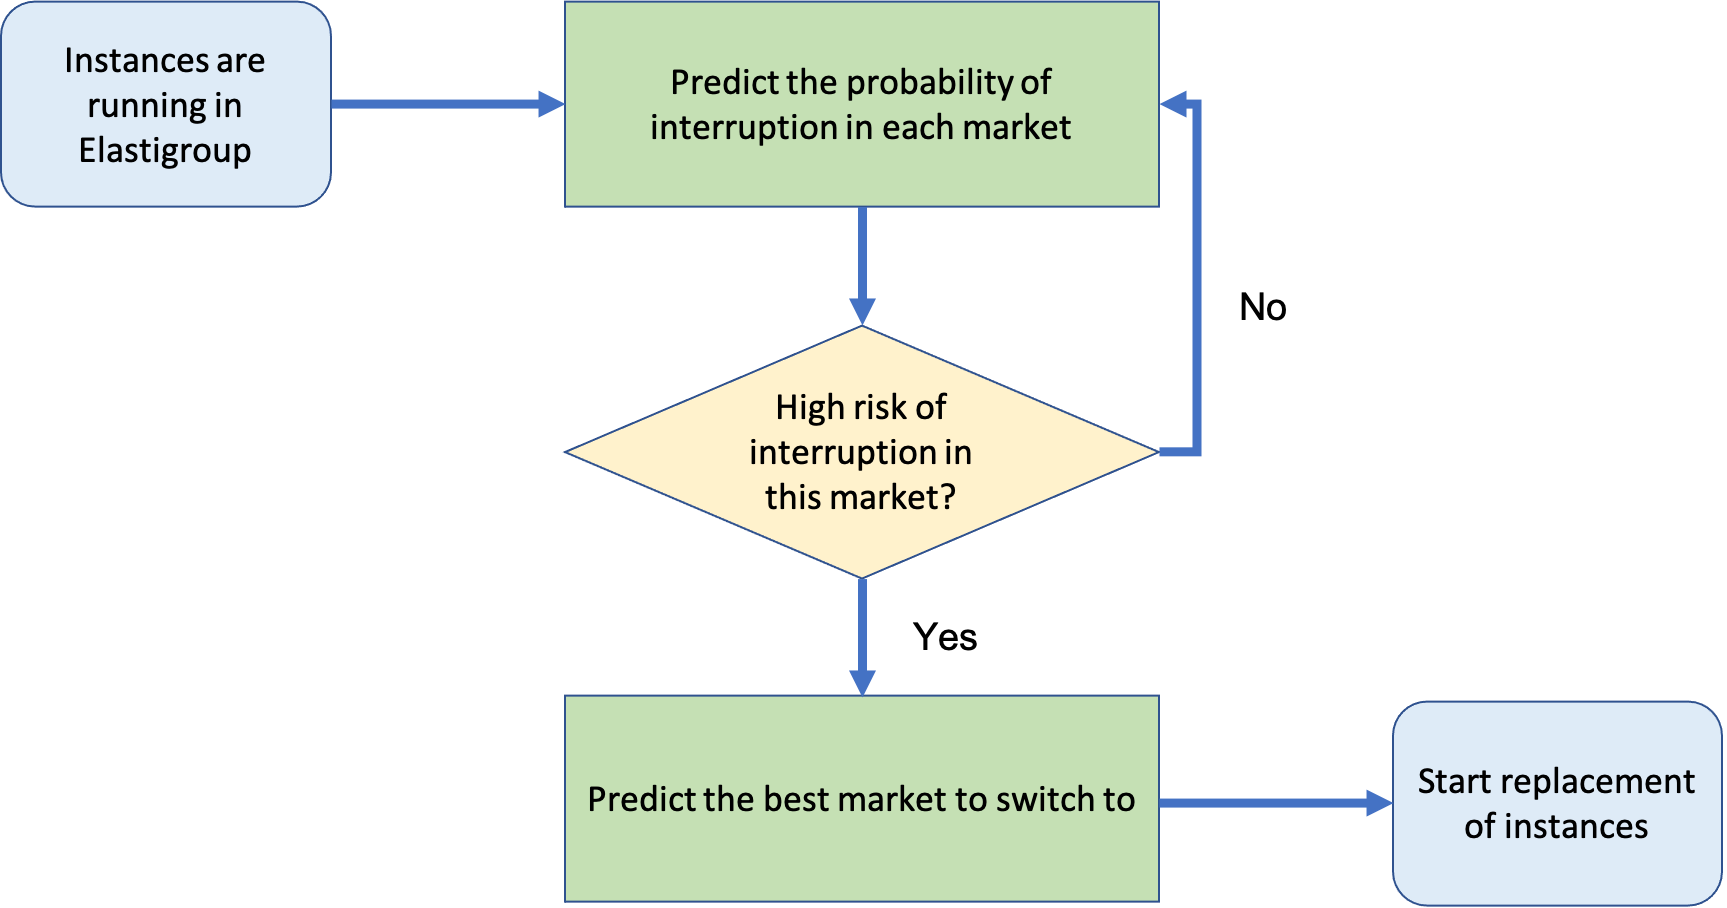 Instances are
running in
Elastigroup
Predict the probability of
interruption in each market
No
High risk of
interruption in
this market?
Yes
Predict the best market to switch to
Start replacement
of instances